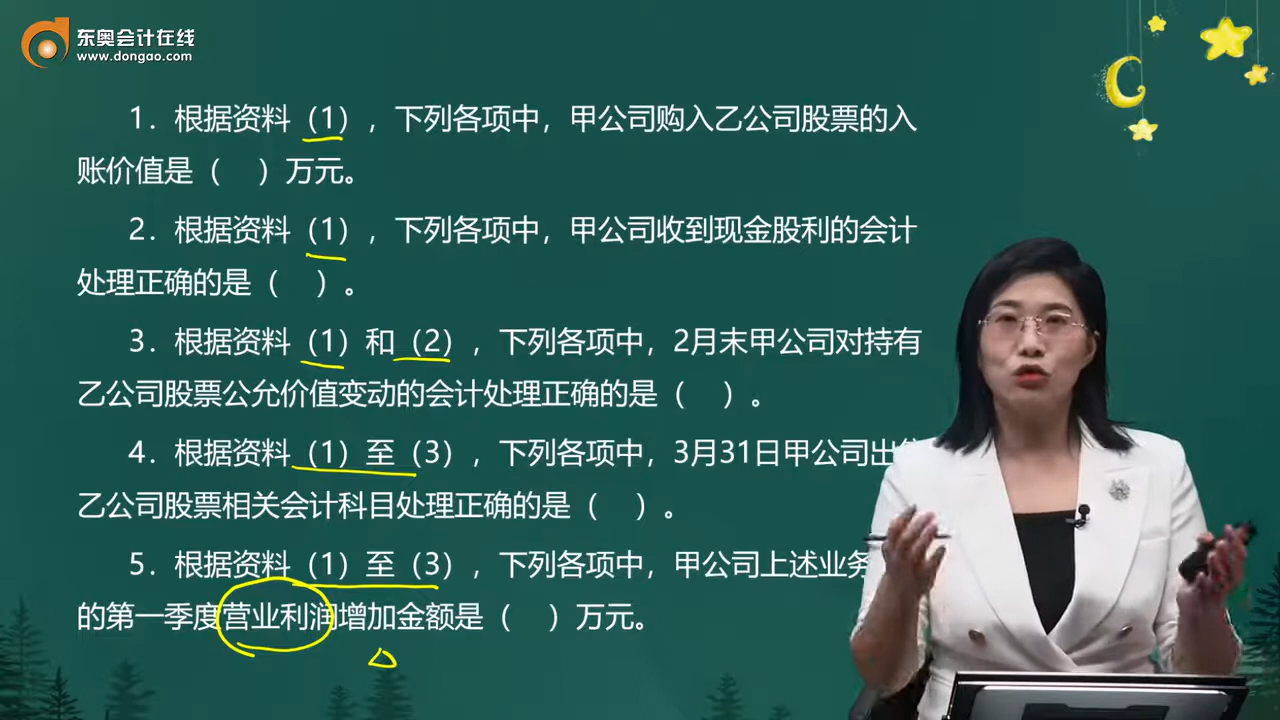 东奥会计在线
www.dongao.com
1．根据资料（1），下列各项中，甲公司购入乙公司股票的入
账价值是（　）万元。
2．根据资料（1），下列各项中，甲公司收到现金股利的会计
处理正确的是（　）。
3．根据资料（1）和（2），下列各项中，2月末甲公司对持有
乙公司股票公允价值变动的会计处理正确的是（　）。
4．根据资料（1）至（3），下列各项中，3月31日甲公司出
乙公司股票相关会计科目处理正确的是（　）。
5．根据资料（1）至（3），下列各项中，甲公司上述业务
的第一季度营业利润增加金额是（　）万元。